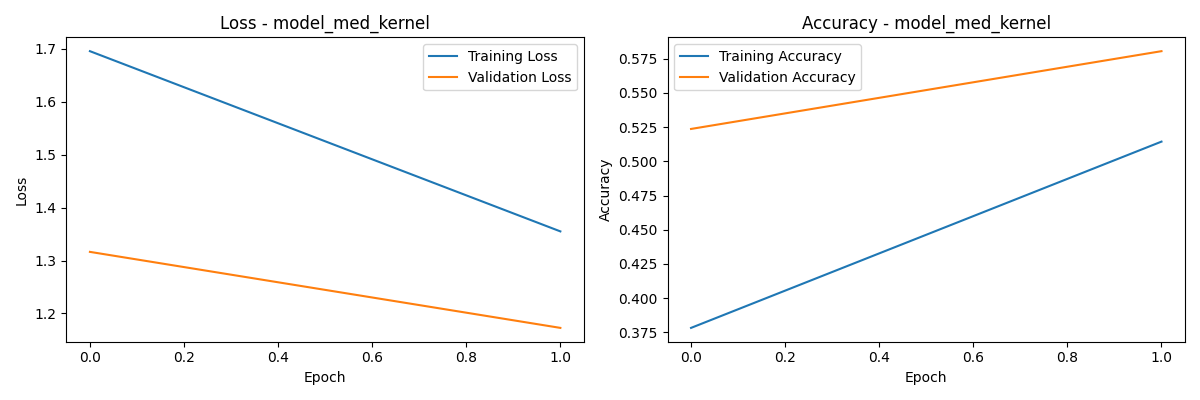 Loss - model_med_kernel
1.7
1.6
1.5
1.4
1.3
1.2
Loss
Training Loss
Validation Loss
0.0 0.2 0.4 0.6 0.8 1.0
Epoch
Accuracy - model_med_kernel
0.575
0.550
0.525
0.500
0.475
0.450
0.425
0.400
0.375
Accuracy
Training Accuracy
Validation Accuracy
0.0 0.2 0.4 0.6 0.8 1.0
Epoch